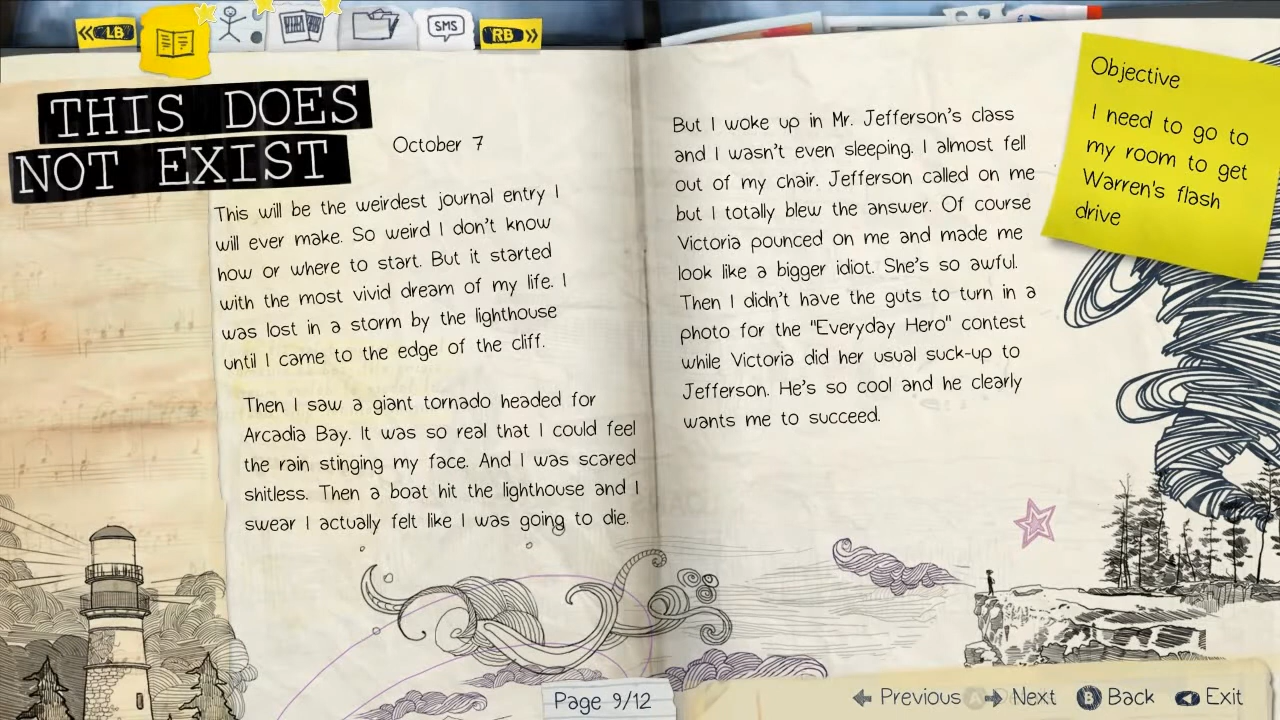 LB
SMS
RB
THIS DOES
NOT EXIST
October 7
This will be the weirdest journal entry I
will ever make. So weird I don't know
how or where to start. But it started
with the most vivid dream of my life. I
was lost in a storm by the lighthouse
until I came to the edge of the cliff.
Then I saw a giant tornado headed for
Arcadia Bay. It was so real that I could feel
the rain stinging my face. And I was scared
shitless. Then a boat hit the lighthouse and I
swear I actually felt like I was going to die.
But I woke up in Mr. Jefferson's class
and I wasn't even sleeping. I almost fell
out of my chair. Jefferson called on me
but I totally blew the answer. Of course
Victoria pounced on me and made me
look like a bigger idiot. She's so awful.
Then I didn't have the guts to turn in a
photo for the "Everyday Hero" contest
while Victoria did her usual suck-up to
Jefferson. He's so cool and he clearly
wants me to succeed.
Objective
I need to go to
my room to get
Warren's flash
drive
Page 9/12
Previous A Next B Back Exit